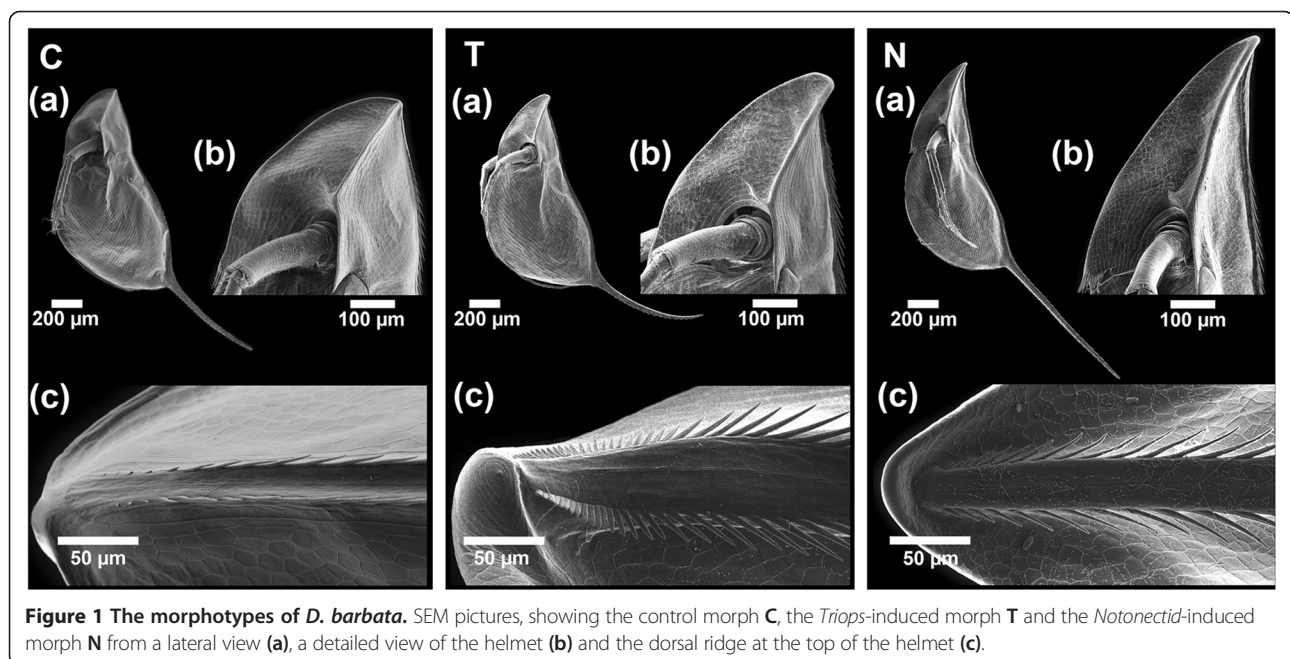 C
(a)
(b)
200 µm
100 µm
(c)
50 µm
T
(a)
(b)
200 µm
100 µm
(c)
50 µm
N
(a)
(b)
200 µm
100 µm
(c)
50 µm
Figure 1 The morphotypes of D. barbata. SEM pictures, showing the control morph C, the Triops-induced morph T and the Notonectid-induced
morph N from a lateral view (a), a detailed view of the helmet (b) and the dorsal ridge at the top of the helmet (c).